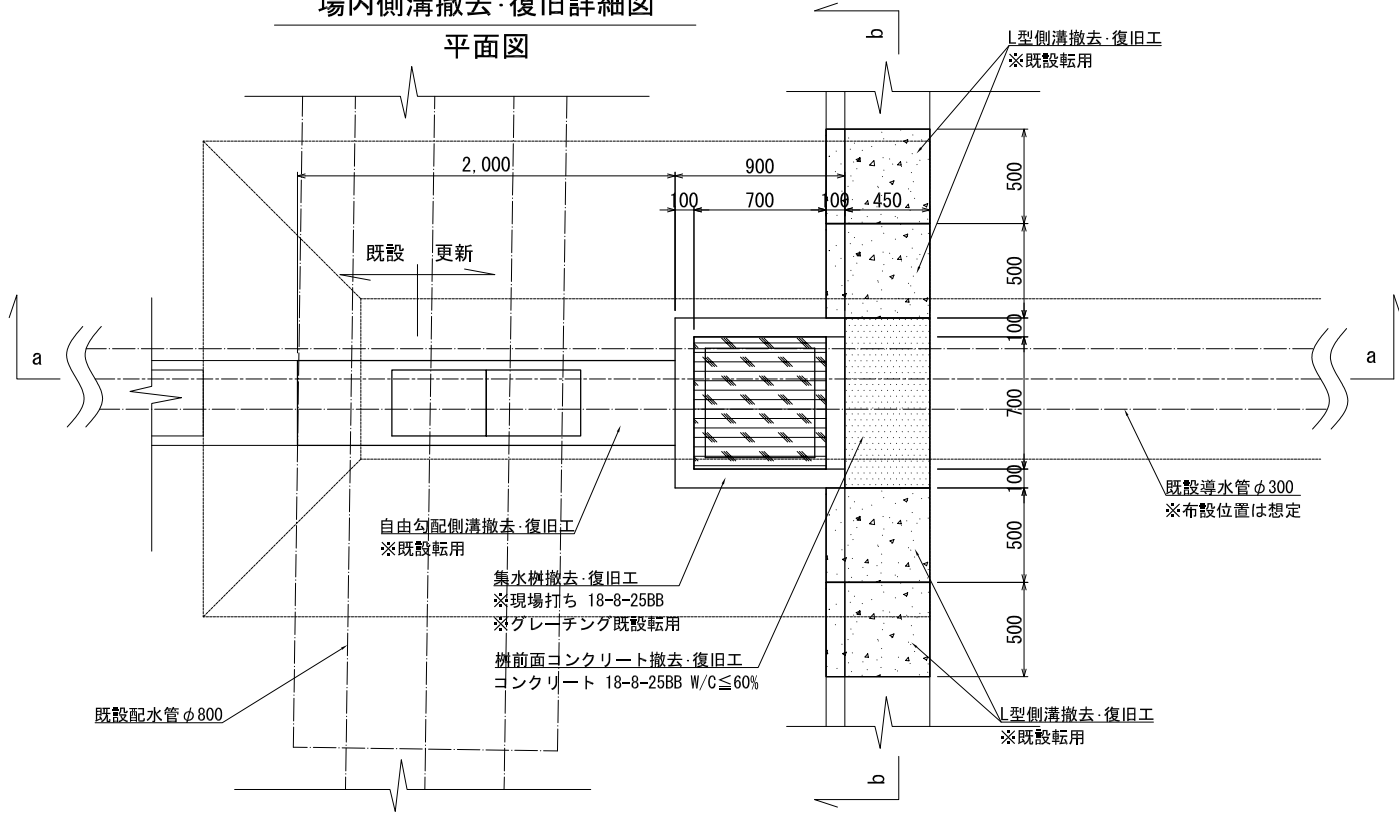 場内側溝撤去・復旧詳細図
平面図
b
L型側溝撤去・復旧工
※既設転用
2,000
900
100
700
100
450
500
500
100
700
100
500
500
既設
更新
a
a
既設導水管φ300
※布設位置は想定
自由勾配側溝撤去・復旧工
※既設転用
集水桝撤去・復旧工
※現場打ち 18-8-25BB
※グレーチング既設転用
桝前面コンクリート撤去・復旧工
コンクリート 18-8-25BB W/C≦60%
既設配水管φ800
L型側溝撤去・復旧工
※既設転用
b